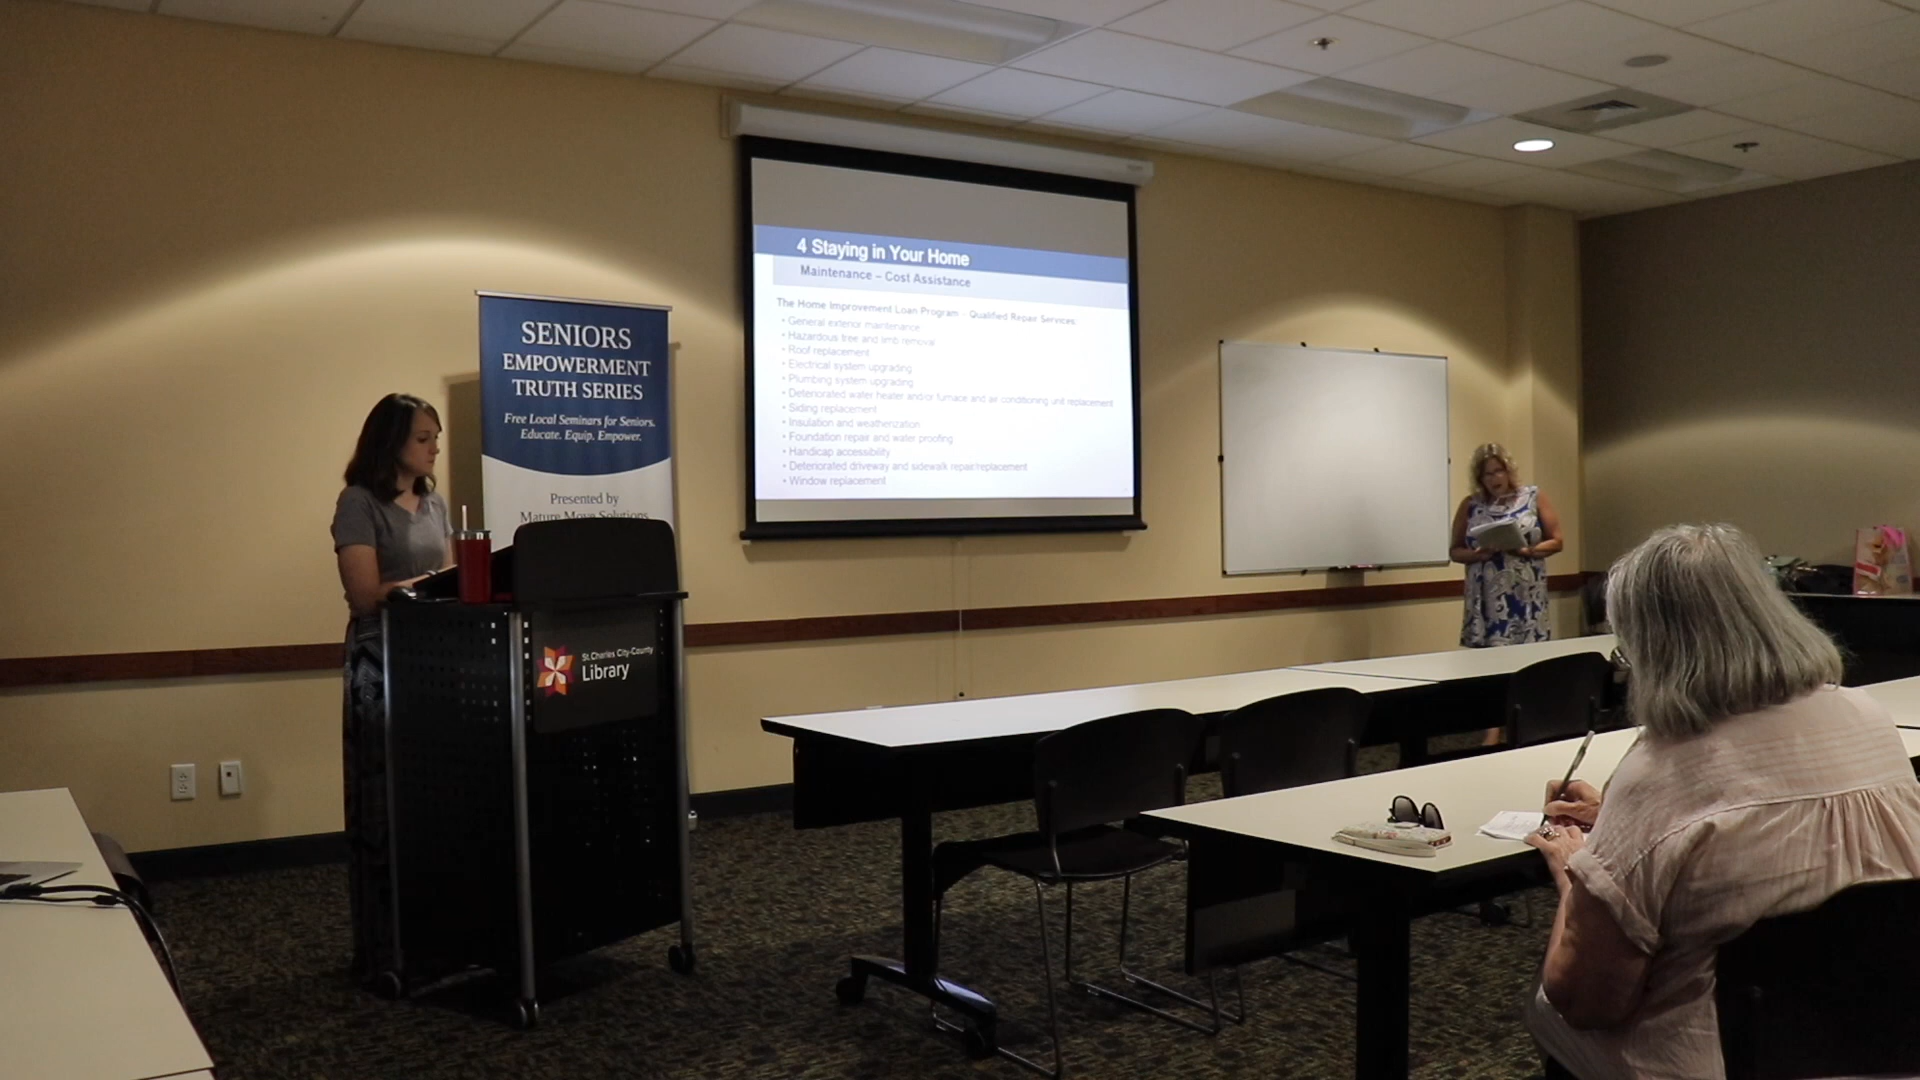 SENIORS
EMPOWERMENT
TRUTH SERIES
Free Local Seminars for Seniors.
Educate. Equip. Empower.
Presented by
Mature Move Solutions
4 Staying in Your Home
Maintenance – Cost Assistance
The Home Improvement Loan Program - Qualified Repair Services:
• General exterior maintenance
• Hazardous tree and limb removal
• Roof replacement
• Electrical system upgrading
• Plumbing system upgrading
• Deteriorated water heater and/or furnace and air conditioning unit replacement
• Siding replacement
• Insulation and weatherization
• Foundation repair and water proofing
• Handicap accessibility
• Deteriorated driveway and sidewalk repair/replacement
• Window replacement
St. Charles City-County
Library